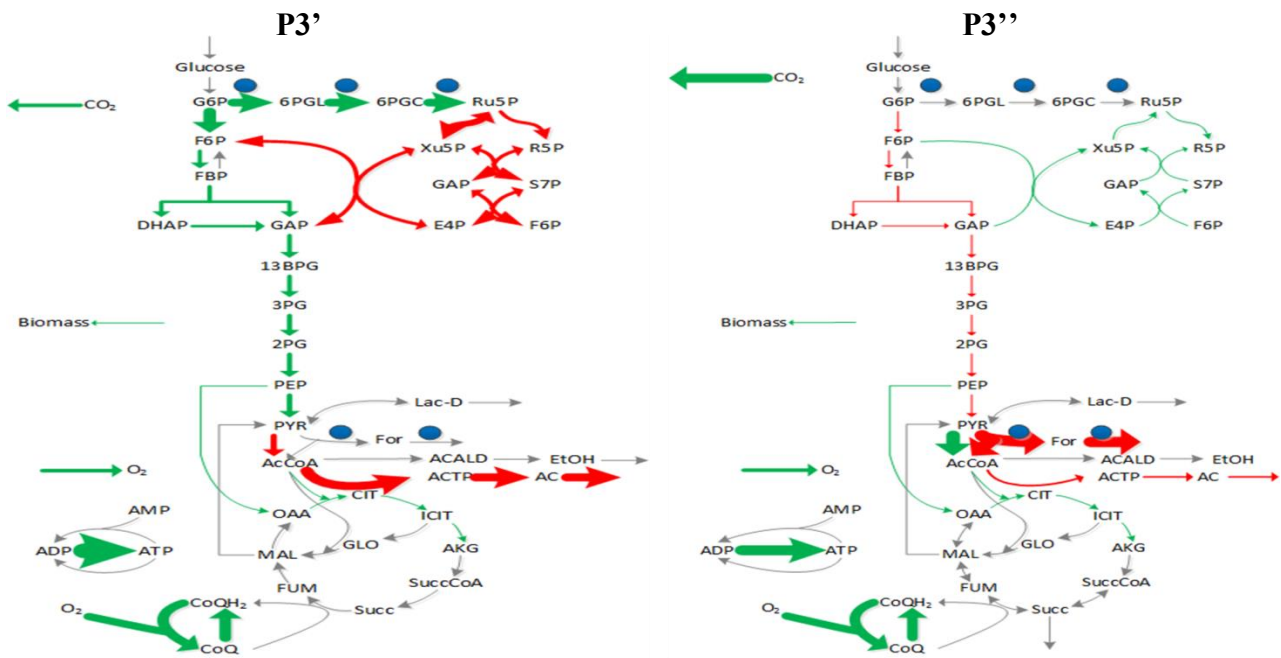 P3’
Glucose
CO₂
G6P 6PGL 6PGC Ru5P
F6P Xu5P R5P
FBP GAP S7P
DHAP GAP E4P F6P
13BPG
3PG
Biomass
2PG
PEP
Lac-D
PYR
For
AcCoA ACALD EtOH
O₂ ACTP AC
CIT
AMP OAA ICIT
ADP ATP MAL GLO AKG
FUM SuccCoA
O₂ CoQH₂ Succ
CoQ
P3’’
Glucose
CO₂
G6P 6PGL 6PGC Ru5P
F6P Xu5P R5P
FBP GAP S7P
DHAP GAP E4P F6P
13BPG
3PG
Biomass
2PG
PEP
Lac-D
PYR
For
AcCoA ACALD EtOH
O₂ ACTP AC
CIT
AMP OAA ICIT
ADP ATP MAL GLO AKG
FUM SuccCoA
O₂ CoQH₂ Succ
CoQ